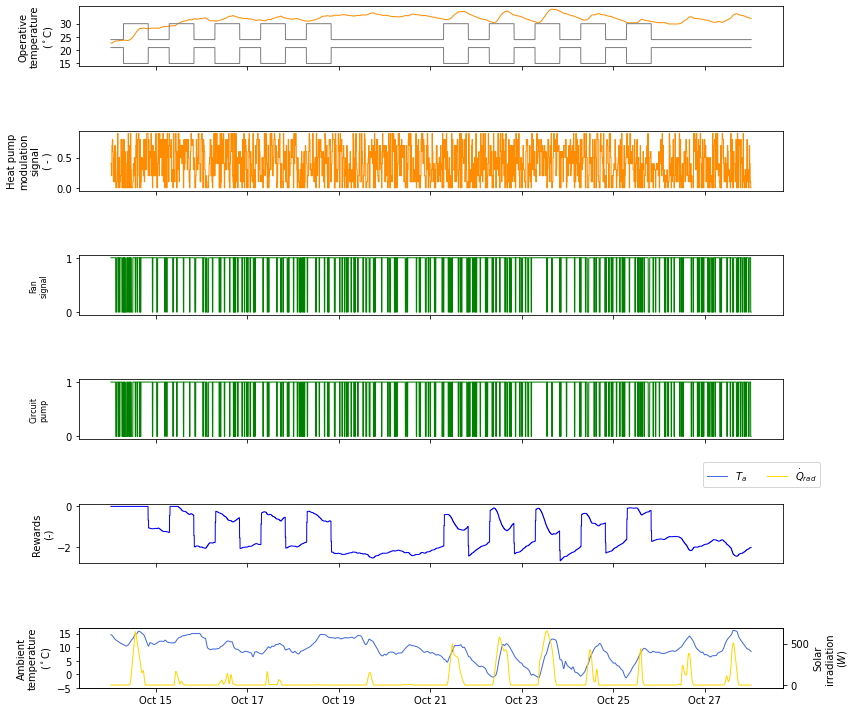 Operative
temperature
(°C)
30
25
20
15
Heat pump
modulation
signal
( - )
0.5
0.0
Fan
signal
1
0
Circuit
pump
1
0
T_a
Q̇_rad
Rewards
(-)
0
−2
Ambient
temperature
(°C)
15
10
5
0
−5
500
0
Solar
irradiation
(W)
Oct 15
Oct 17
Oct 19
Oct 21
Oct 23
Oct 25
Oct 27